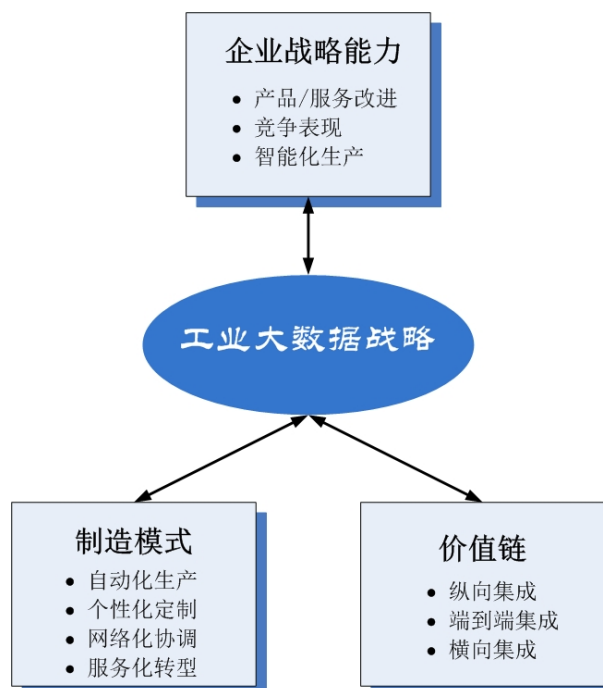 企业战略能力
• 产品/服务改进
• 竞争表现
• 智能化生产
工业大数据战略
制造模式
• 自动化生产
• 个性化定制
• 网络化协调
• 服务化转型
价值链
• 纵向集成
• 端到端集成
• 横向集成